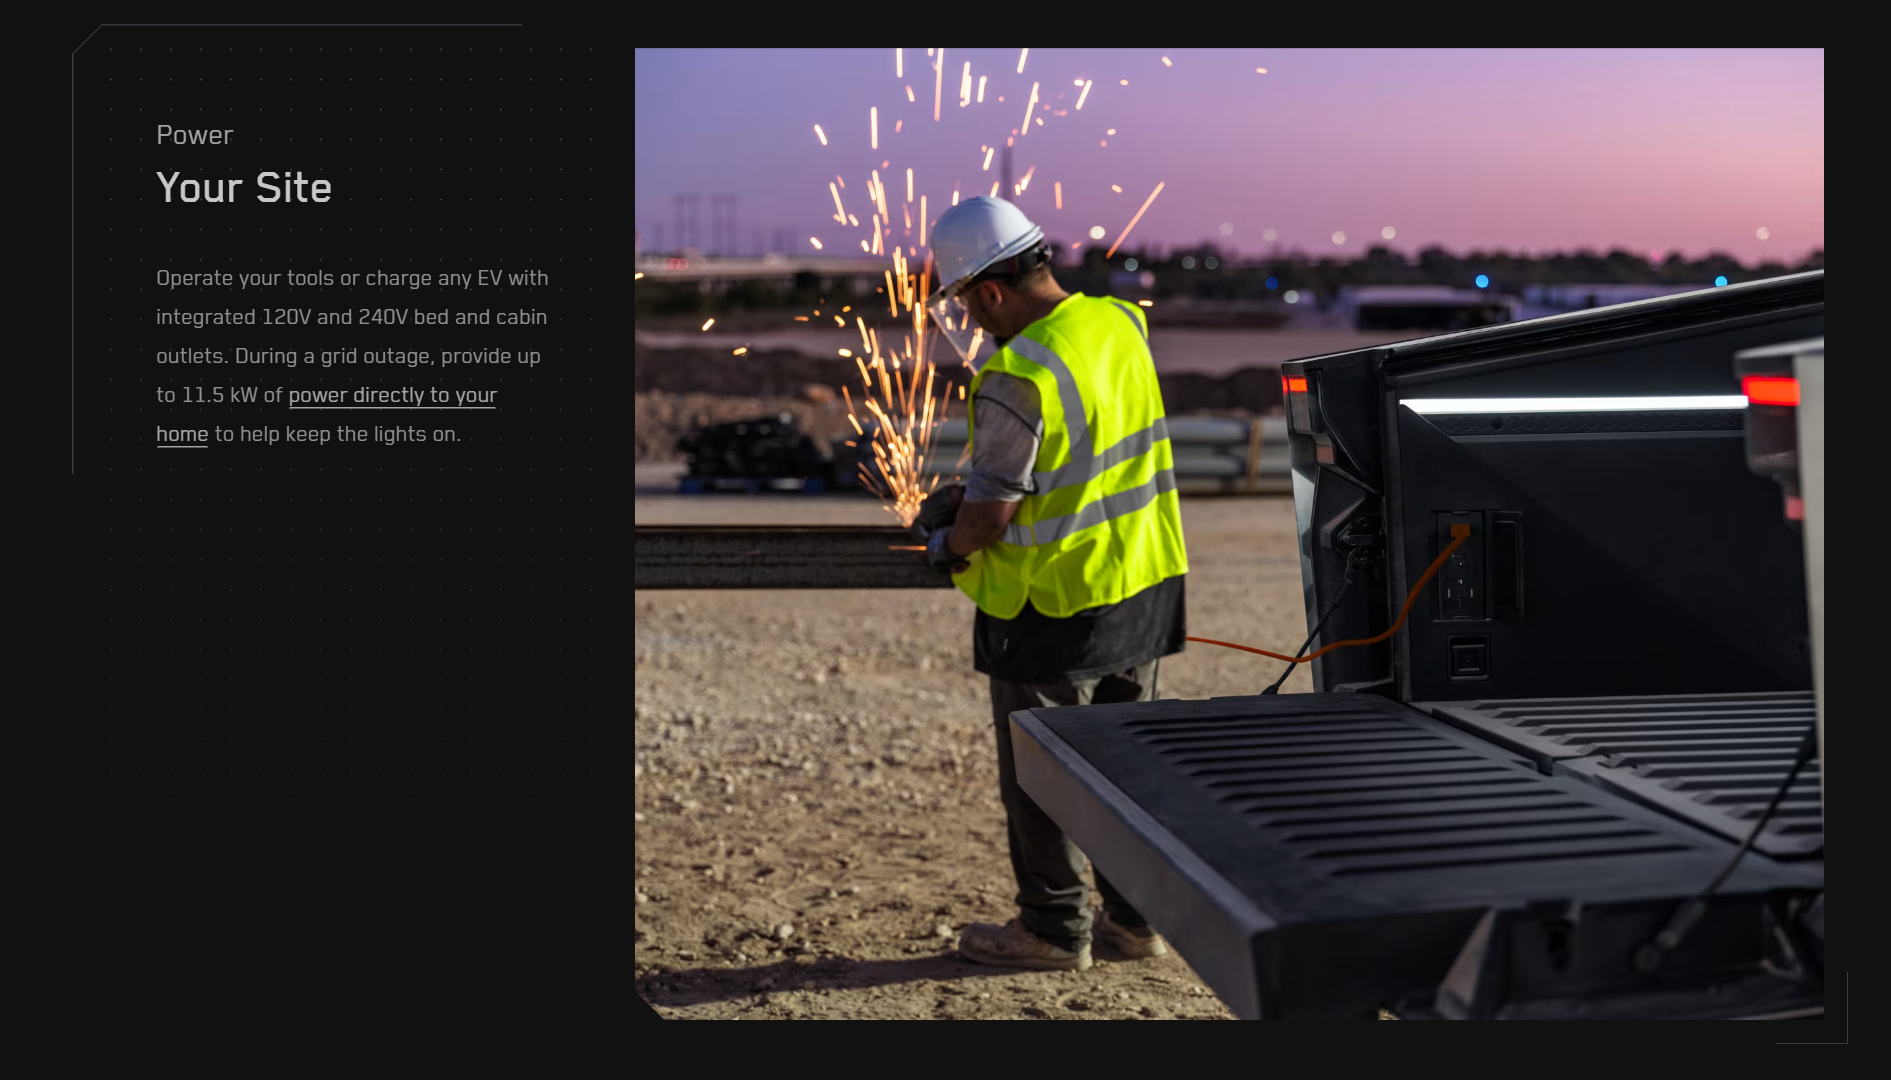 Power
Your Site
Operate your tools or charge any EV with
integrated 120V and 240V bed and cabin
outlets. During a grid outage, provide up
to 11.5 kW of power directly to your
home to help keep the lights on.